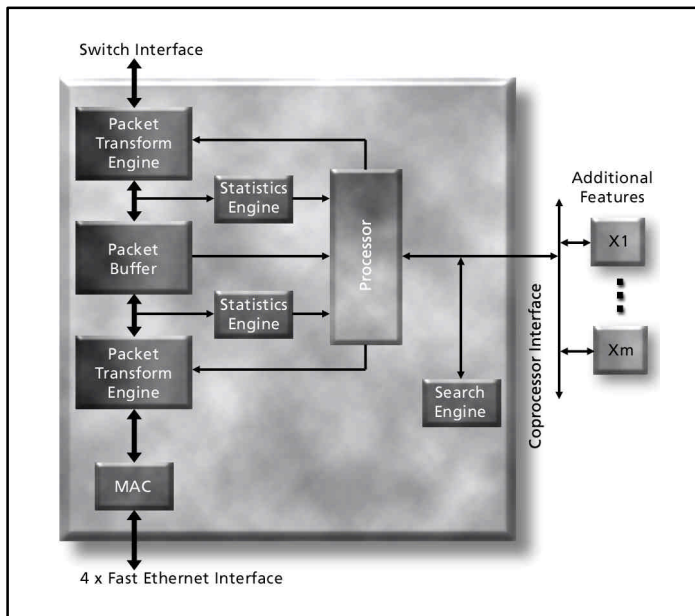 Switch Interface
Packet
Transform
Engine
Statistics
Engine
Packet
Buffer
Statistics
Engine
Packet
Transform
Engine
MAC
4 x Fast Ethernet Interface
Processor
Search
Engine
Coprocessor Interface
Additional
Features
X1
Xm